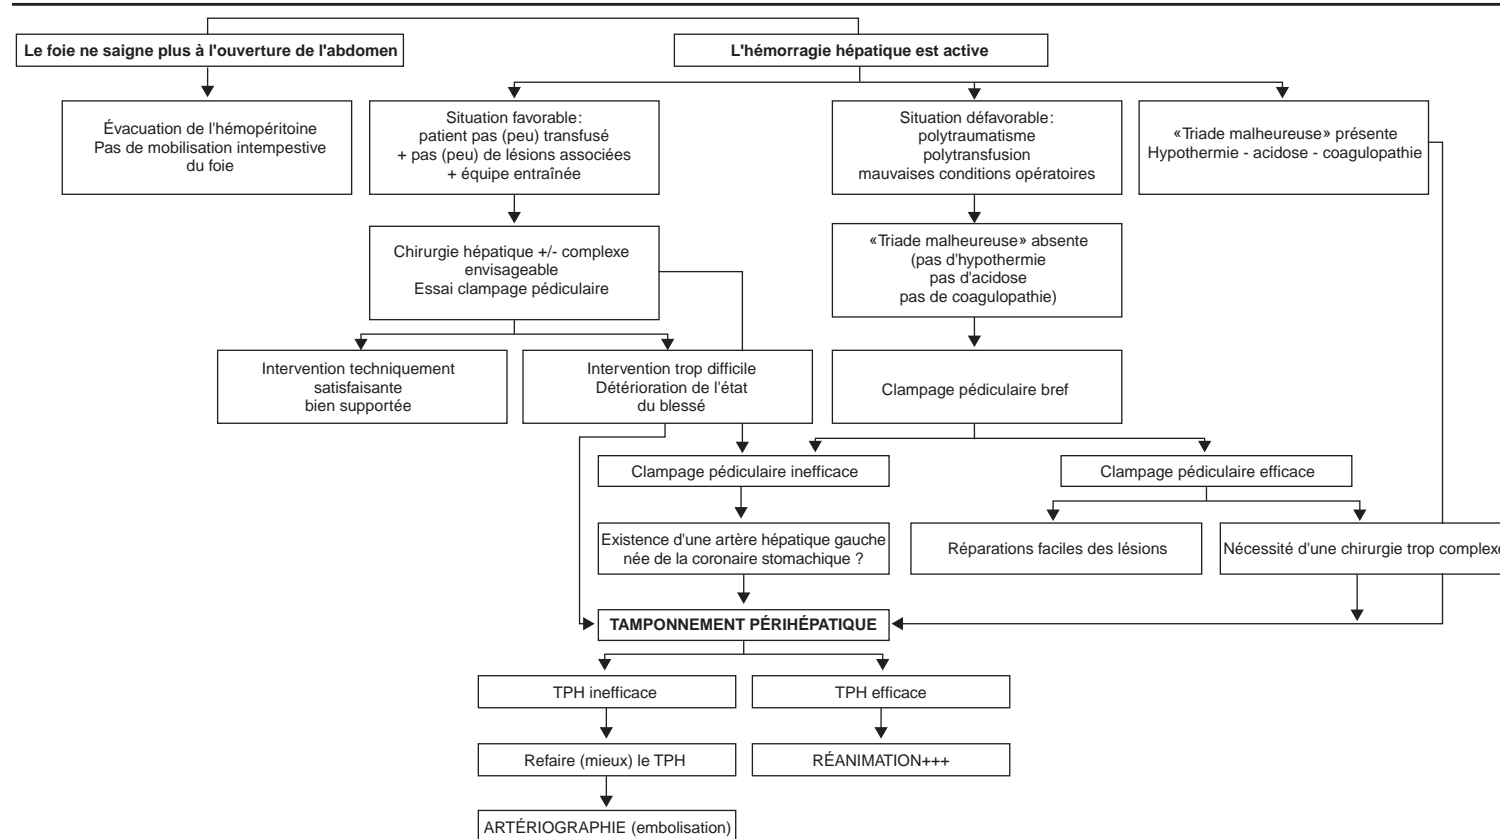 Le foie ne saigne plus à l'ouverture de l'abdomen
L'hémorragie hépatique est active
Évacuation de l'hémopéritoine
Pas de mobilisation intempestive
du foie
Situation favorable:
patient pas (peu) transfusé
+ pas (peu) de lésions associées
+ équipe entraînée
Situation défavorable:
polytraumatisme
polytransfusion
mauvaises conditions opératoires
«Triade malheureuse» présente
Hypothermie - acidose - coagulopathie
Chirurgie hépatique +/- complexe
envisageable
Essai clampage pédiculaire
«Triade malheureuse» absente
(pas d'hypothermie
pas d'acidose
pas de coagulopathie)
Intervention techniquement
satisfaisante
bien supportée
Intervention trop difficile
Détérioration de l'état
du blessé
Clampage pédiculaire bref
Clampage pédiculaire inefficace
Clampage pédiculaire efficace
Existence d'une artère hépatique gauche
née de la coronaire stomachique ?
Réparations faciles des lésions
Nécessité d'une chirurgie trop complexe
TAMPONNEMENT PÉRIHÉPATIQUE
TPH inefficace
TPH efficace
Refaire (mieux) le TPH
RÉANIMATION+++
ARTÉRIOGRAPHIE (embolisation)